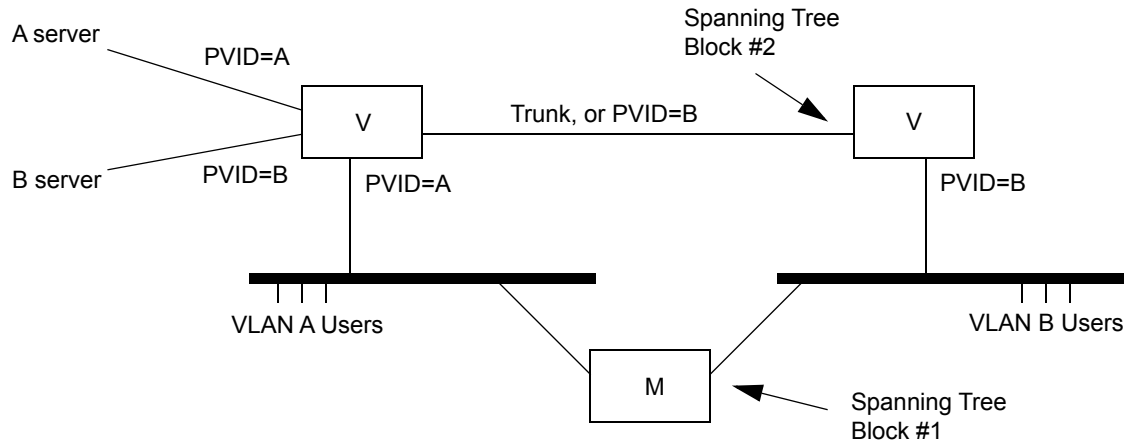 Spanning Tree
Block #2
A server
PVID=A
V
Trunk, or PVID=B
V
B server
PVID=B
PVID=A
PVID=B
VLAN A Users
VLAN B Users
M
Spanning Tree
Block #1